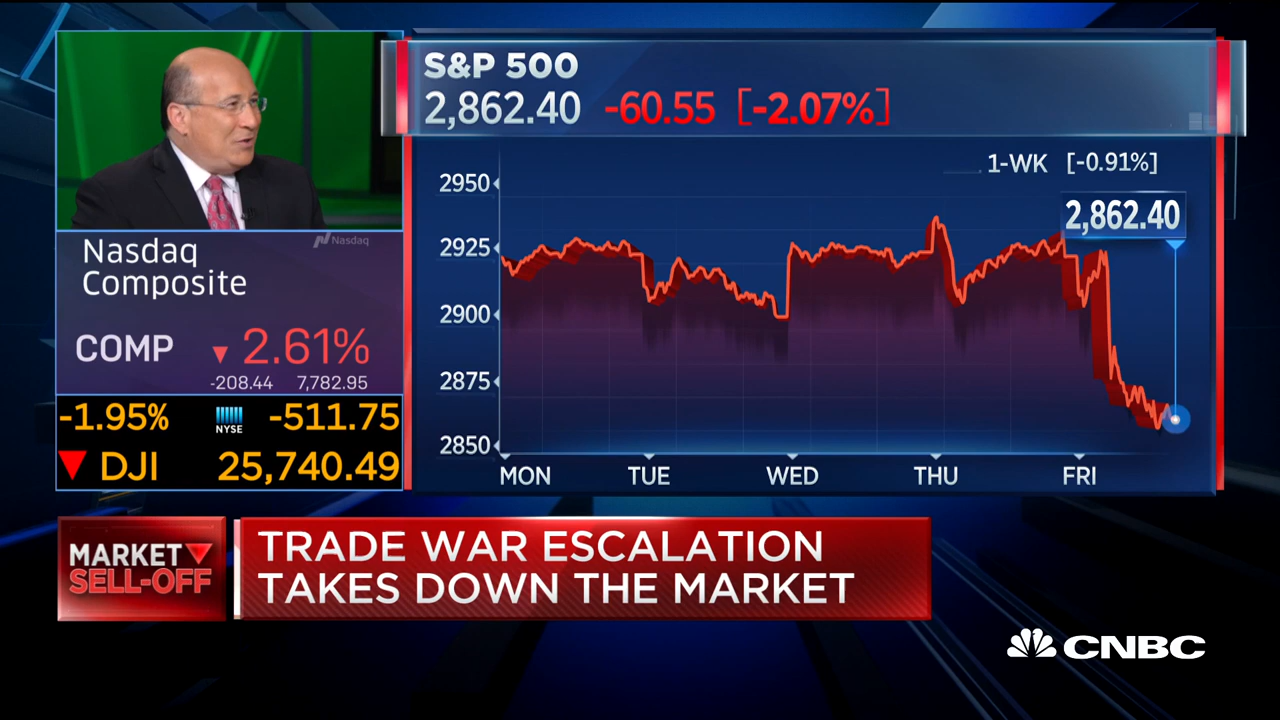 S&P 500
2,862.40 -60.55 [-2.07%]
1-WK [-0.91%]
2,862.40
2950
2925
2900
2875
2850
MON TUE WED THU FRI
Nasdaq
Nasdaq
Composite
COMP ▼ 2.61%
-208.44 7,782.95
-1.95% NYSE -511.75
▼ DJI 25,740.49
MARKET▼
SELL-OFF
TRADE WAR ESCALATION
TAKES DOWN THE MARKET
CNBC